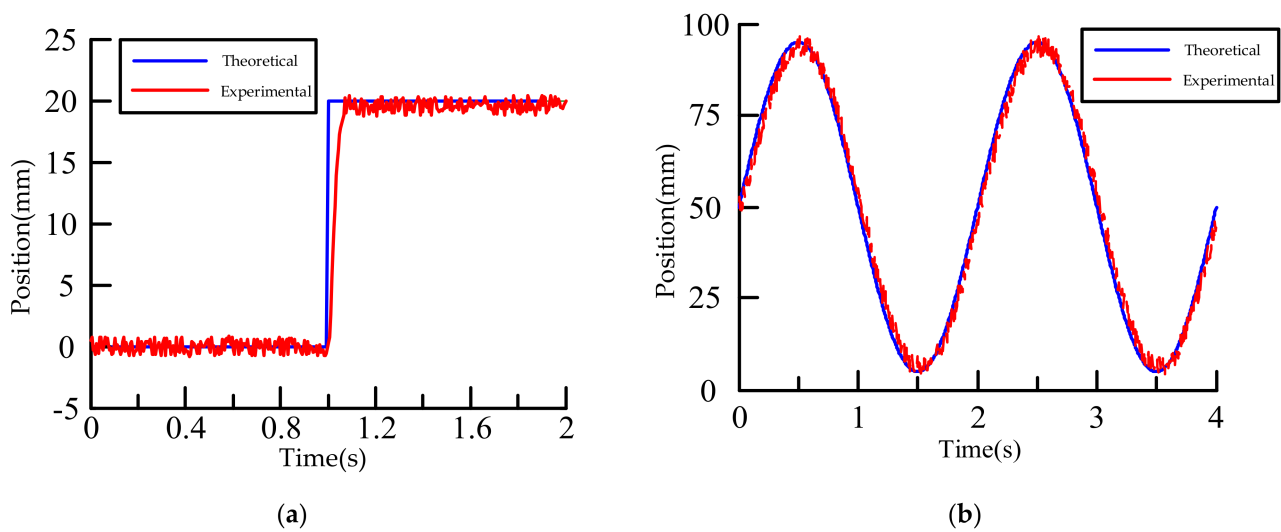 25
20
15
10
5
0
-5
Position(mm)
Theoretical
Experimental
0 0.4 0.8 1.2 1.6 2
Time(s)
(a)
100
75
50
25
0
Position(mm)
Theoretical
Experimental
0 1 2 3 4
Time(s)
(b)